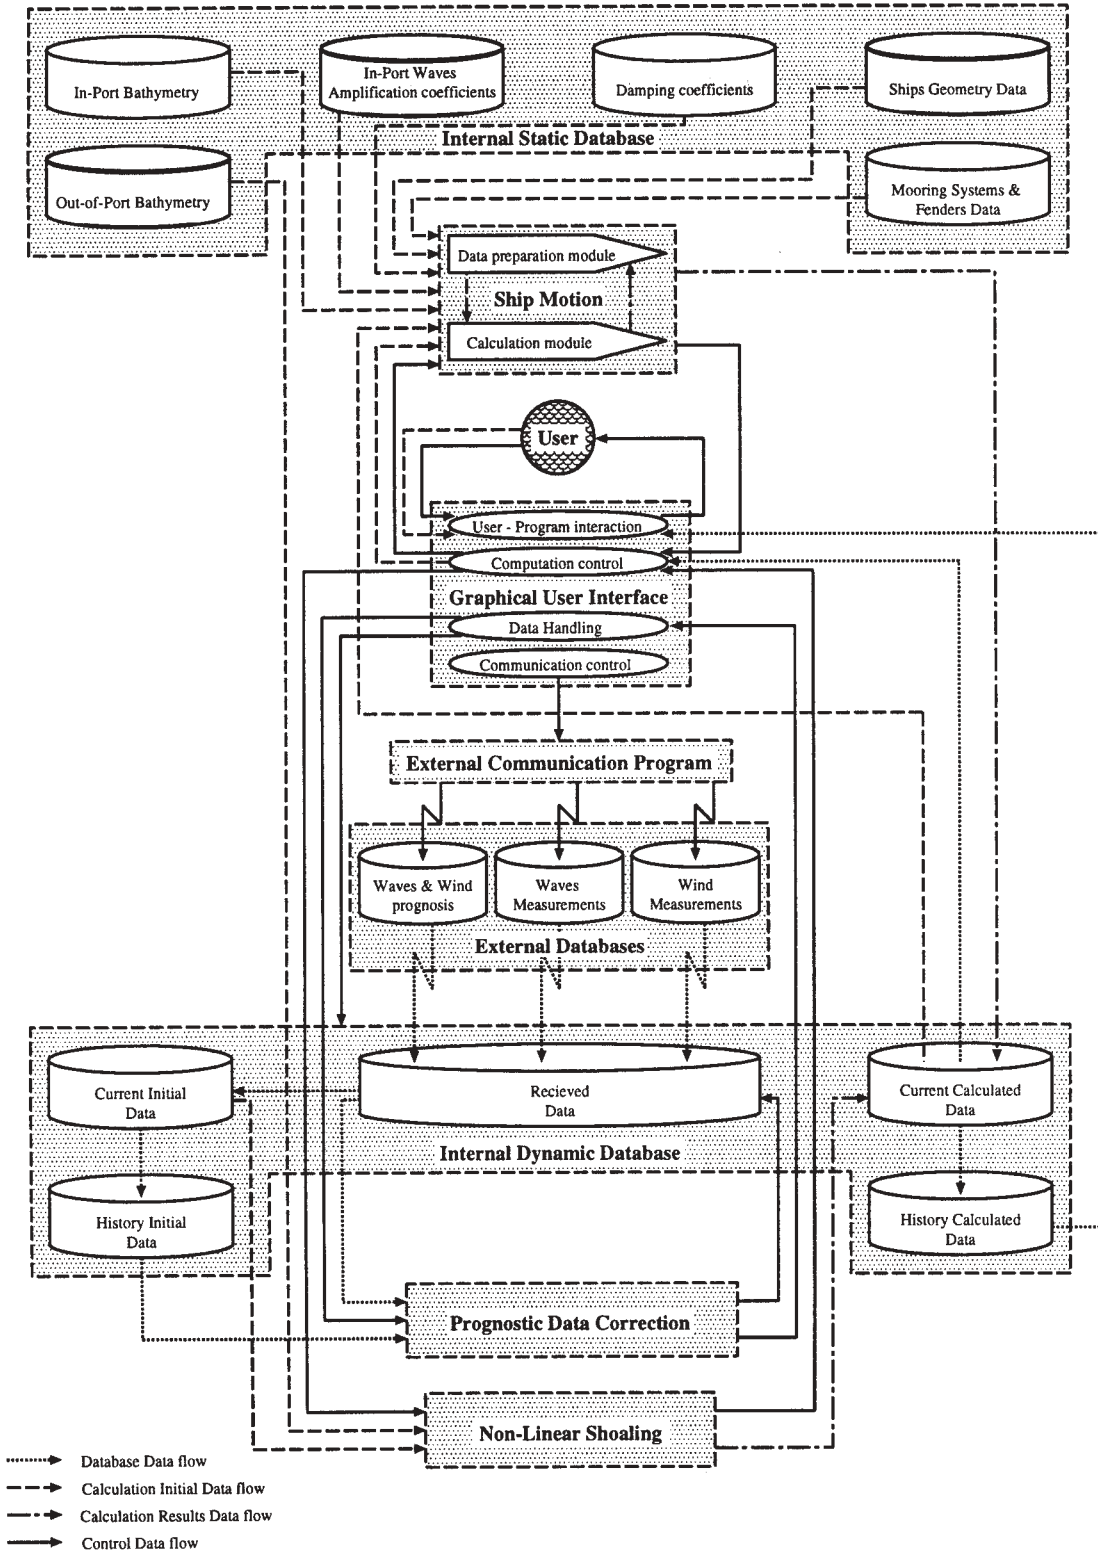 In-Port Bathymetry
In-Port Waves
Amplification coefficients
Damping coefficients
Ships Geometry Data
Internal Static Database
Out-of-Port Bathymetry
Mooring Systems &
Fenders Data
Data preparation module
Ship Motion
Calculation module
User
User - Program interaction
Computation control
Graphical User Interface
Data Handling
Communication control
External Communication Program
Waves & Wind
prognosis
Waves
Measurements
Wind
Measurements
External Databases
Current Initial
Data
Recieved
Data
Current Calculated
Data
Internal Dynamic Database
History Initial
Data
History Calculated
Data
Prognostic Data Correction
Non-Linear Shoaling
Database Data flow
Calculation Initial Data flow
Calculation Results Data flow
Control Data flow